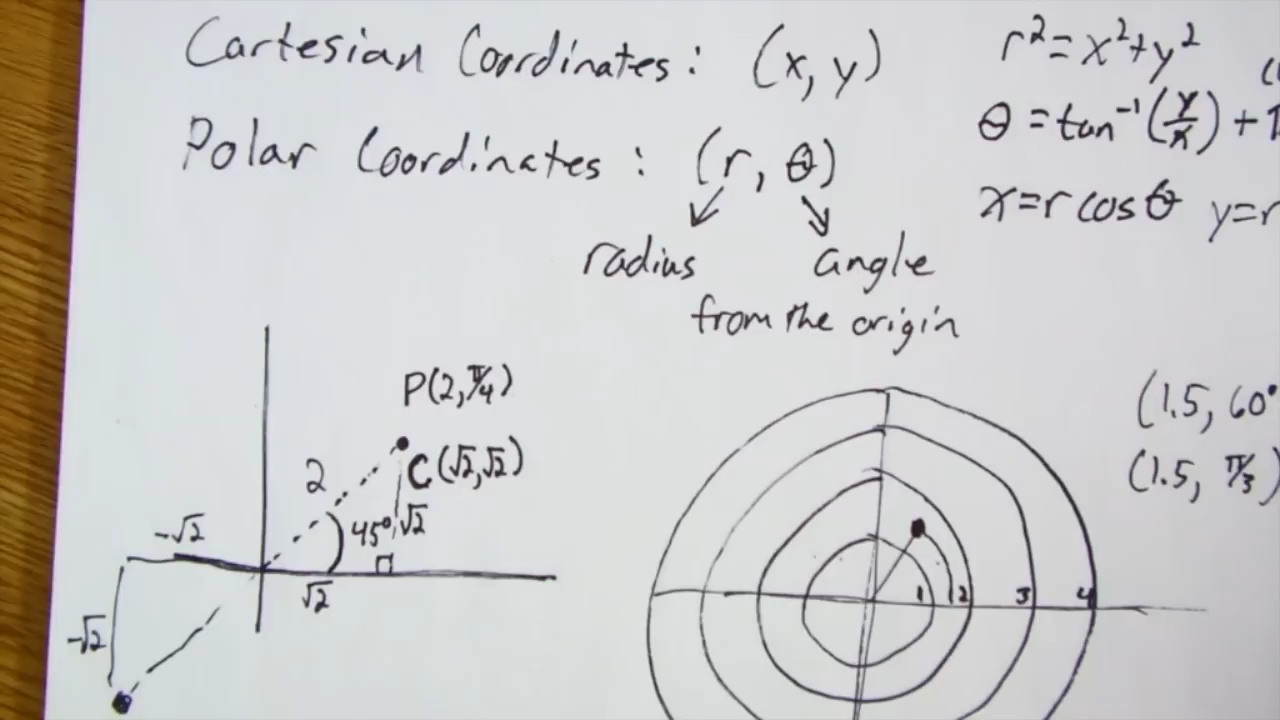 Cartesian Coordinates: (x, y)
Polar Coordinates: (r, θ)
radius
angle
from the origin
r²=x²+y²
θ=tan⁻¹(y/x)+
x=r cosθ y=r
P(2,π/4)
C(√2,√2)
2
45°
√2
√2
-√2
-√2
1 2 3 4
(1.5, 60°
(1.5, π/3)